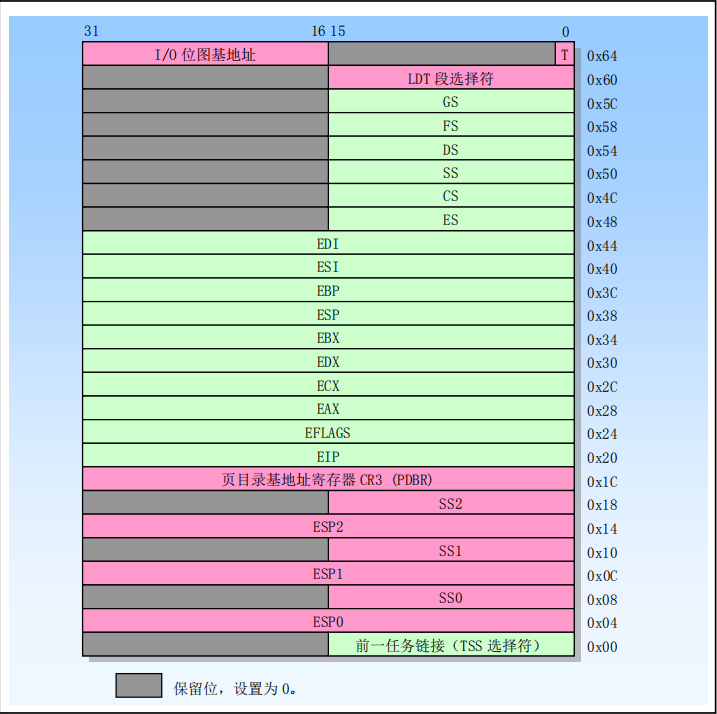 31 16 15 0
I/O 位图基地址 T 0x64
LDT 段选择符 0x60
GS 0x5C
FS 0x58
DS 0x54
SS 0x50
CS 0x4C
ES 0x48
EDI 0x44
ESI 0x40
EBP 0x3C
ESP 0x38
EBX 0x34
EDX 0x30
ECX 0x2C
EAX 0x28
EFLAGS 0x24
EIP 0x20
页目录基地址寄存器 CR3 (PDBR) 0x1C
SS2 0x18
ESP2 0x14
SS1 0x10
ESP1 0x0C
SS0 0x08
ESP0 0x04
前一任务链接（TSS 选择符） 0x00
保留位，设置为 0。